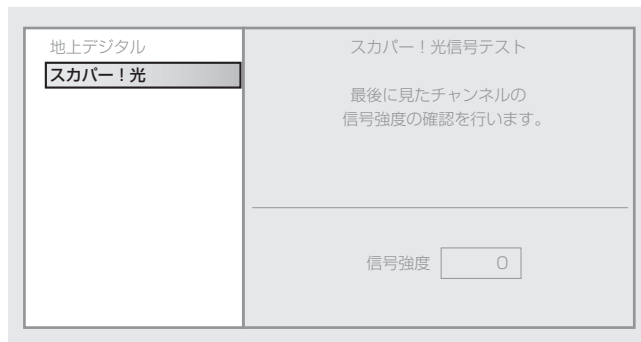 地上デジタル
スカパー！光
スカパー！光信号テスト
最後に見たチャンネルの
信号強度の確認を行います。
信号強度 0